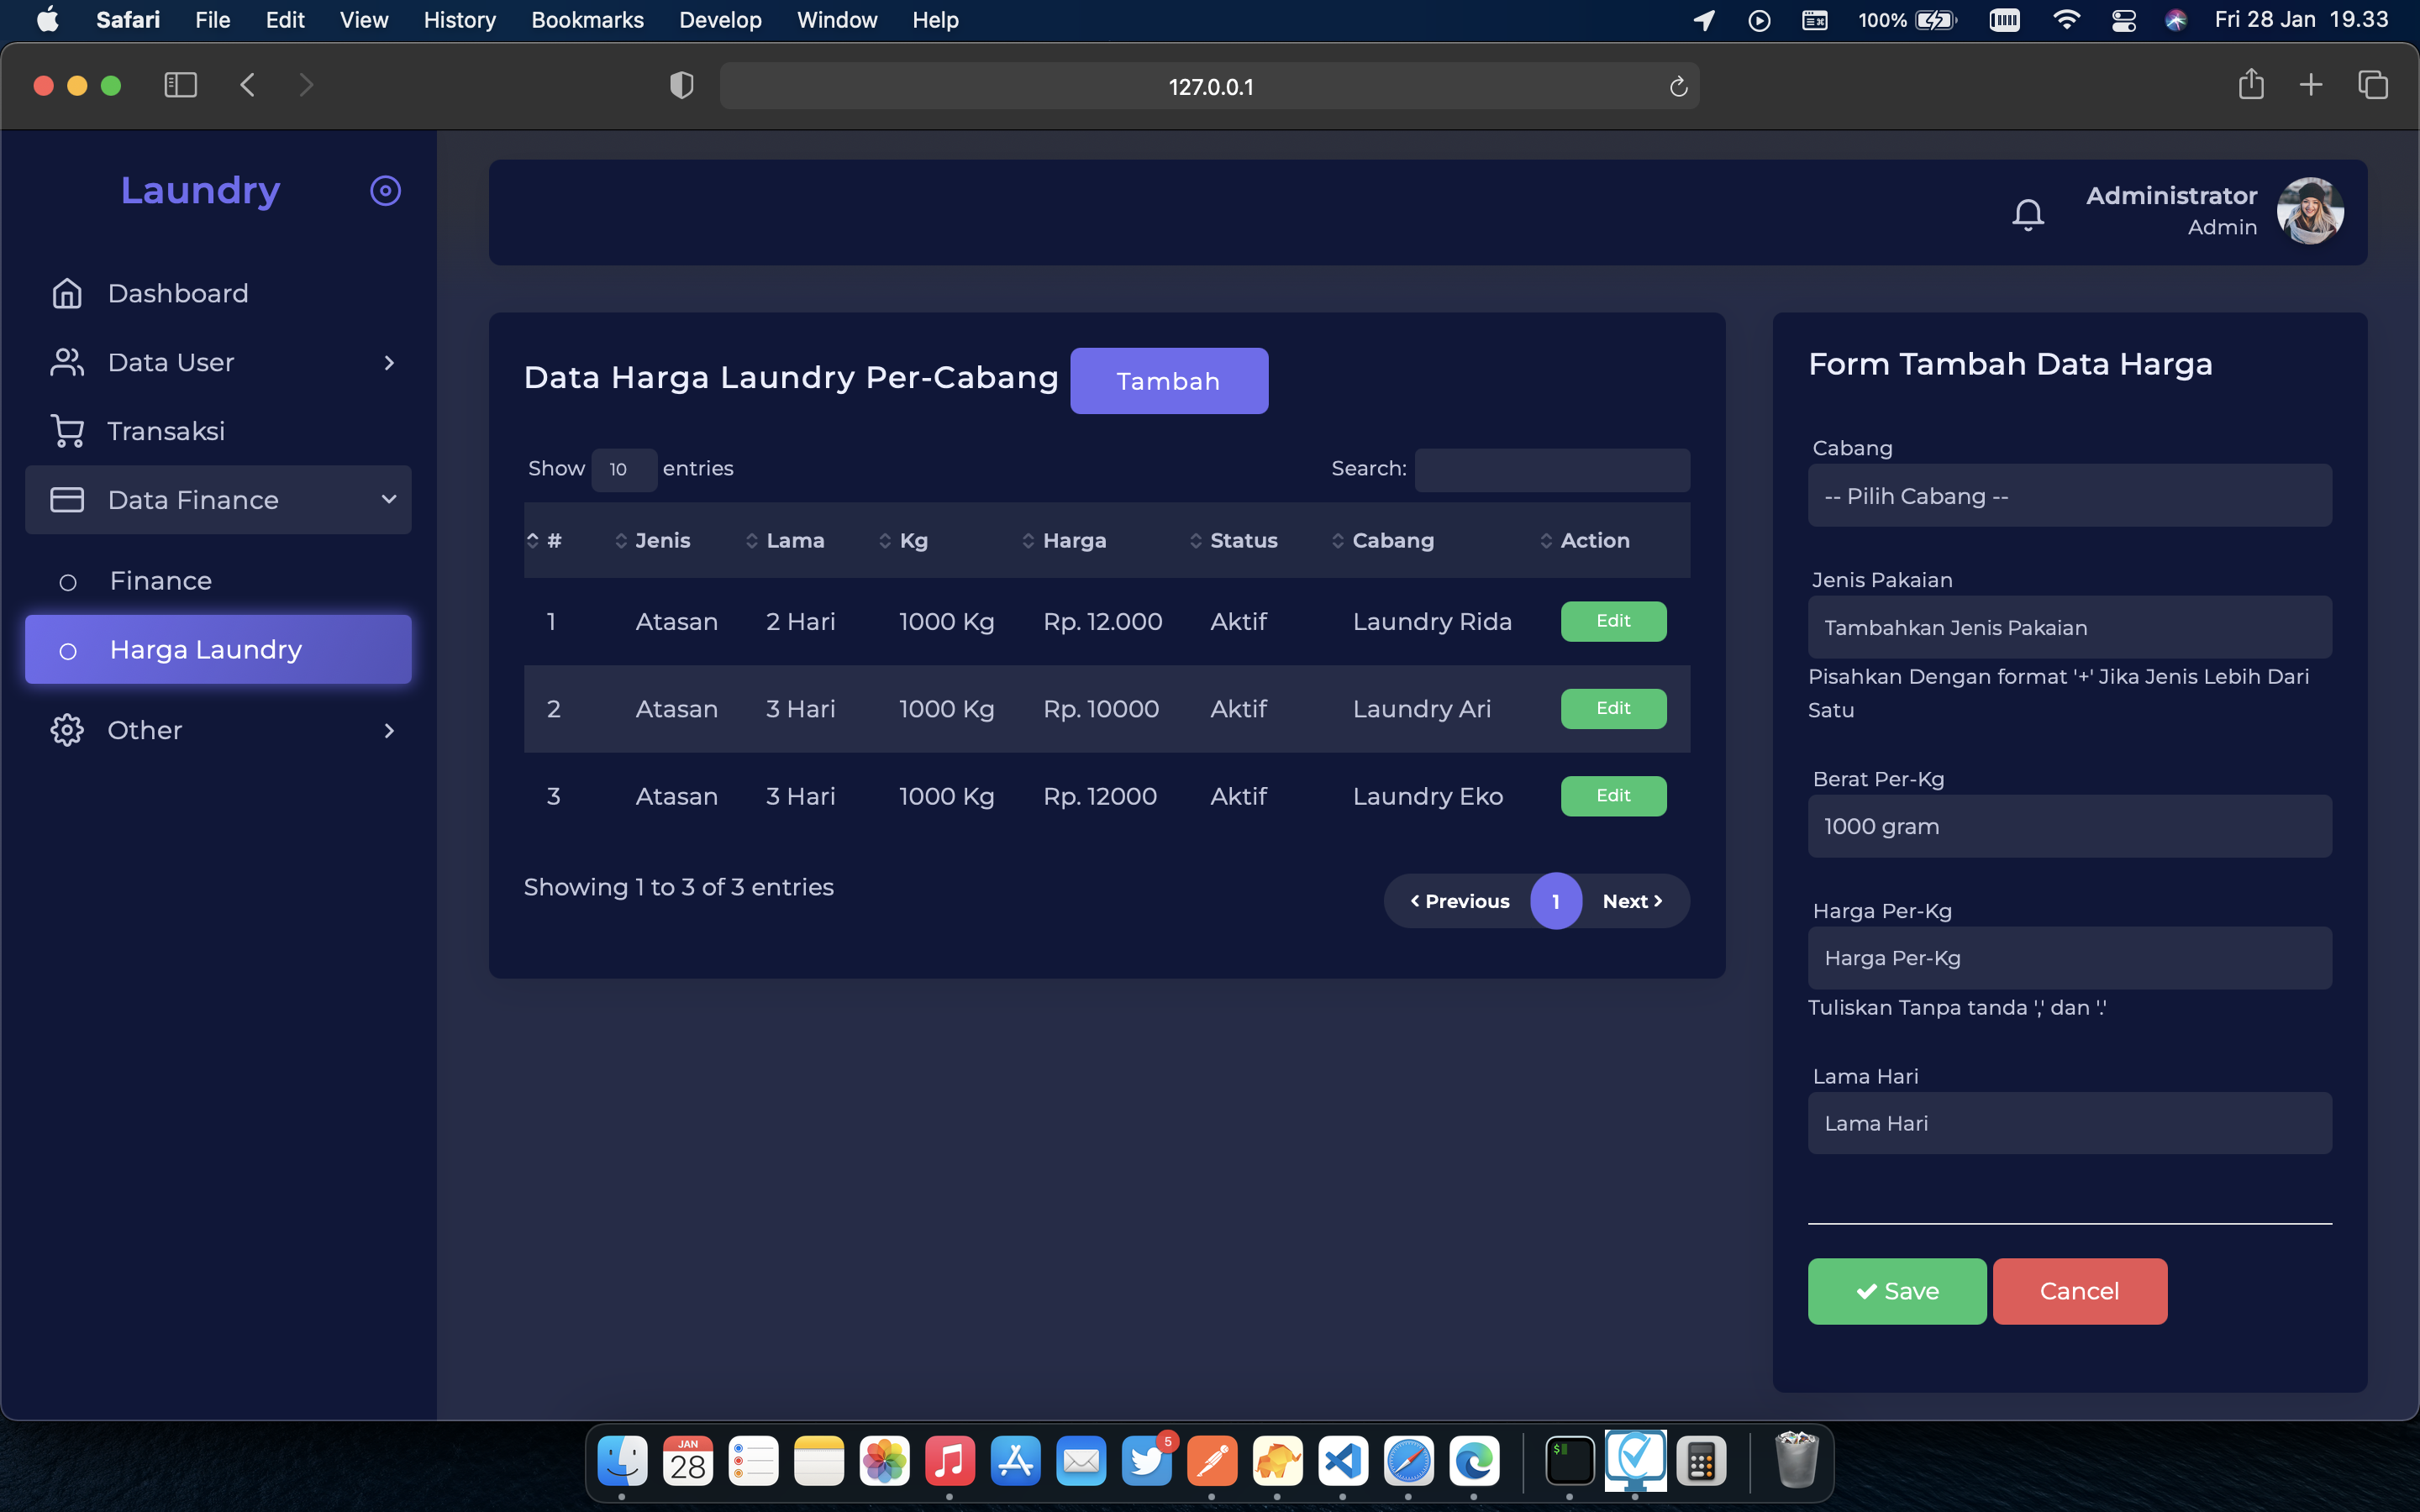 Safari File Edit View History Bookmarks Develop Window Help 100% Fri 28 Jan 19.33
127.0.0.1
Laundry
Dashboard
Data User
Transaksi
Data Finance
Finance
Harga Laundry
Other
Administrator
Admin
Data Harga Laundry Per-Cabang Tambah
Show 10 entries Search:
# Jenis Lama Kg Harga Status Cabang Action
1 Atasan 2 Hari 1000 Kg Rp. 12.000 Aktif Laundry Rida Edit
2 Atasan 3 Hari 1000 Kg Rp. 10000 Aktif Laundry Ari Edit
3 Atasan 3 Hari 1000 Kg Rp. 12000 Aktif Laundry Eko Edit
Showing 1 to 3 of 3 entries
Previous 1 Next
Form Tambah Data Harga
Cabang
-- Pilih Cabang --
Jenis Pakaian
Tambahkan Jenis Pakaian
Pisahkan Dengan format '+' Jika Jenis Lebih Dari
Satu
Berat Per-Kg
1000 gram
Harga Per-Kg
Harga Per-Kg
Tuliskan Tanpa tanda ',' dan '.'
Lama Hari
Lama Hari
Save Cancel
JAN
28
5
$